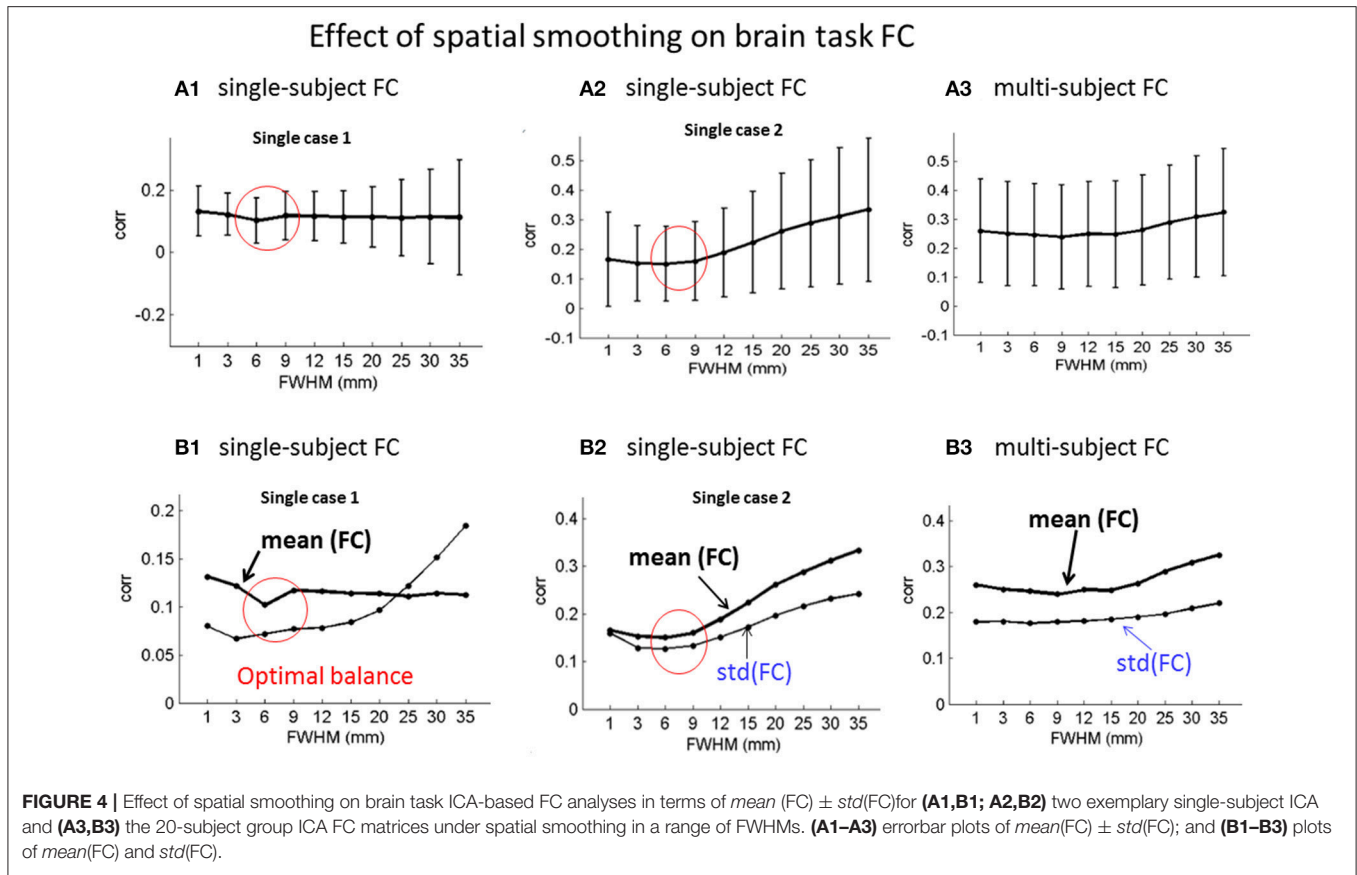 Effect of spatial smoothing on brain task FC
A1 single-subject FC
Single case 1
0.2
0
-0.2
corr
1 3 6 9 12 15 20 25 30 35
FWHM (mm)
A2 single-subject FC
Single case 2
0.5
0.4
0.3
0.2
0.1
0
-0.1
corr
1 3 6 9 12 15 20 25 30 35
FWHM (mm)
A3 multi-subject FC
0.5
0.4
0.3
0.2
0.1
0
-0.1
corr
1 3 6 9 12 15 20 25 30 35
FWHM (mm)
B1 single-subject FC
Single case 1
0.2
0.15
0.1
0.05
0
corr
mean (FC)
Optimal balance
1 3 6 9 12 15 20 25 30 35
FWHM (mm)
B2 single-subject FC
Single case 2
0.4
0.3
0.2
0.1
0
corr
mean (FC)
std(FC)
1 3 6 9 12 15 20 25 30 35
FWHM (mm)
B3 multi-subject FC
0.4
0.3
0.2
0.1
0
corr
mean (FC)
std(FC)
1 3 6 9 12 15 20 25 30 35
FWHM (mm)
FIGURE 4 | Effect of spatial smoothing on brain task ICA-based FC analyses in terms of mean (FC) ± std(FC)for (A1,B1; A2,B2) two exemplary single-subject ICA
and (A3,B3) the 20-subject group ICA FC matrices under spatial smoothing in a range of FWHMs. (A1–A3) errorbar plots of mean(FC) ± std(FC); and (B1–B3) plots
of mean(FC) and std(FC).